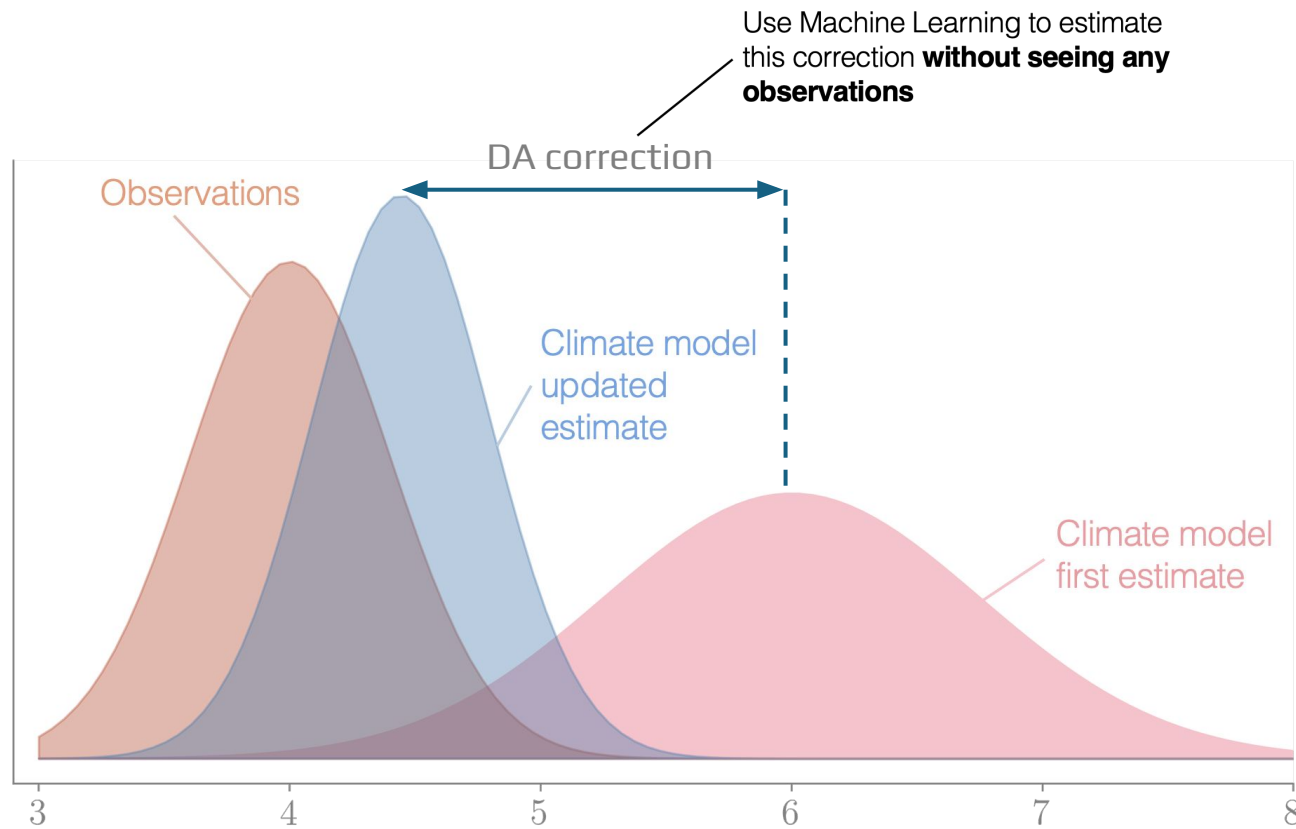 Use Machine Learning to estimate
this correction without seeing any
observations
DA correction
Observations
Climate model
updated
estimate
Climate model
first estimate
3 4 5 6 7 8